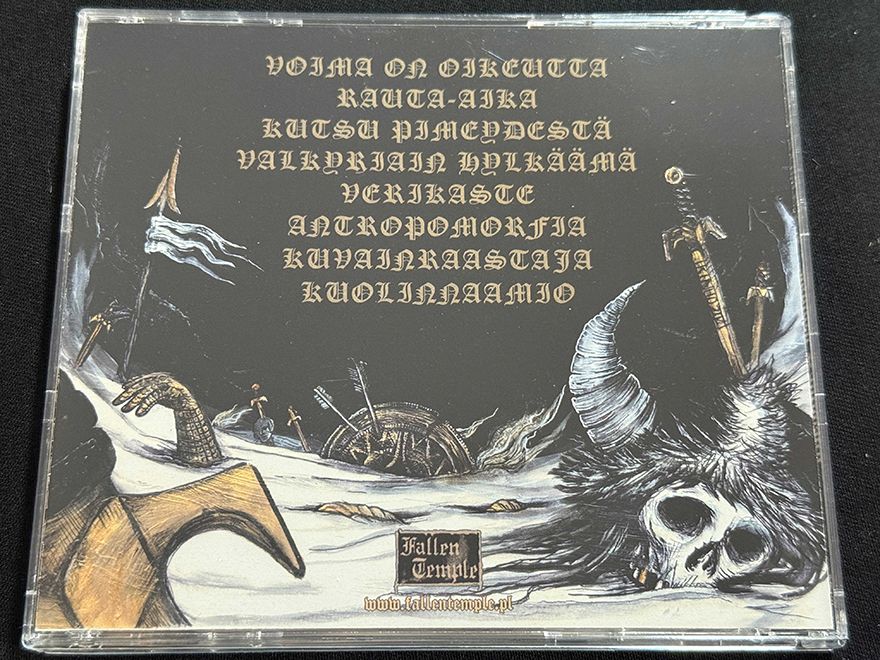 VOIMA ON OIKEUTTA
RAUTA-AIKA
KUTSU PIMEYDESTÄ
VALKYRIAIN HYLKÄÄMÄ
VERIKASTE
ANTROPOMORFIA
KUVAINRAASTAJA
KUOLINNAAMIO
Fallen
Temple
www.fallentemple.pl